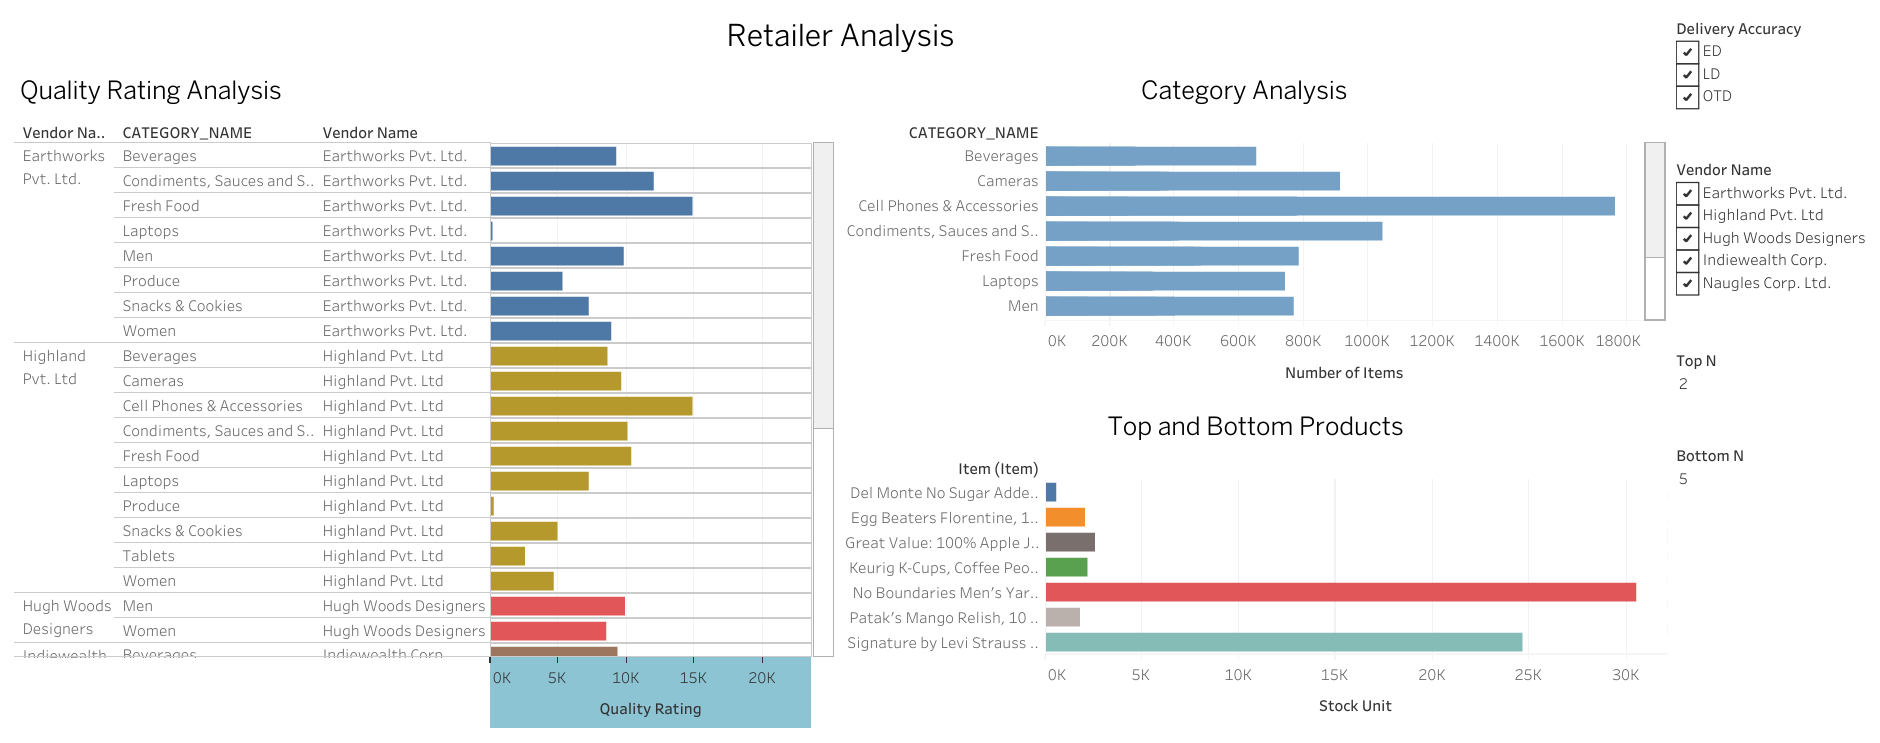 Retailer Analysis
Quality Rating Analysis
Vendor Na.. CATEGORY_NAME Vendor Name
Earthworks Pvt. Ltd. Beverages Earthworks Pvt. Ltd.
Condiments, Sauces and S.. Earthworks Pvt. Ltd.
Fresh Food Earthworks Pvt. Ltd.
Laptops Earthworks Pvt. Ltd.
Men Earthworks Pvt. Ltd.
Produce Earthworks Pvt. Ltd.
Snacks & Cookies Earthworks Pvt. Ltd.
Women Earthworks Pvt. Ltd.
Highland Pvt. Ltd Beverages Highland Pvt. Ltd
Cameras Highland Pvt. Ltd
Cell Phones & Accessories Highland Pvt. Ltd
Condiments, Sauces and S.. Highland Pvt. Ltd
Fresh Food Highland Pvt. Ltd
Laptops Highland Pvt. Ltd
Produce Highland Pvt. Ltd
Snacks & Cookies Highland Pvt. Ltd
Tablets Highland Pvt. Ltd
Women Highland Pvt. Ltd
Hugh Woods Designers Men Hugh Woods Designers
Women Hugh Woods Designers
Indiewealth Beverages Indiewealth Corp.
0K 5K 10K 15K 20K
Quality Rating
Category Analysis
CATEGORY_NAME
Beverages
Cameras
Cell Phones & Accessories
Condiments, Sauces and S..
Fresh Food
Laptops
Men
0K 200K 400K 600K 800K 1000K 1200K 1400K 1600K 1800K
Number of Items
Top and Bottom Products
Item (Item)
Del Monte No Sugar Adde..
Egg Beaters Florentine, 1..
Great Value: 100% Apple J..
Keurig K-Cups, Coffee Peo..
No Boundaries Men's Yar..
Patak's Mango Relish, 10 ..
Signature by Levi Strauss ..
0K 5K 10K 15K 20K 25K 30K
Stock Unit
Delivery Accuracy
ED
LD
OTD
Vendor Name
Earthworks Pvt. Ltd.
Highland Pvt. Ltd
Hugh Woods Designers
Indiewealth Corp.
Naugles Corp. Ltd.
Top N
2
Bottom N
5